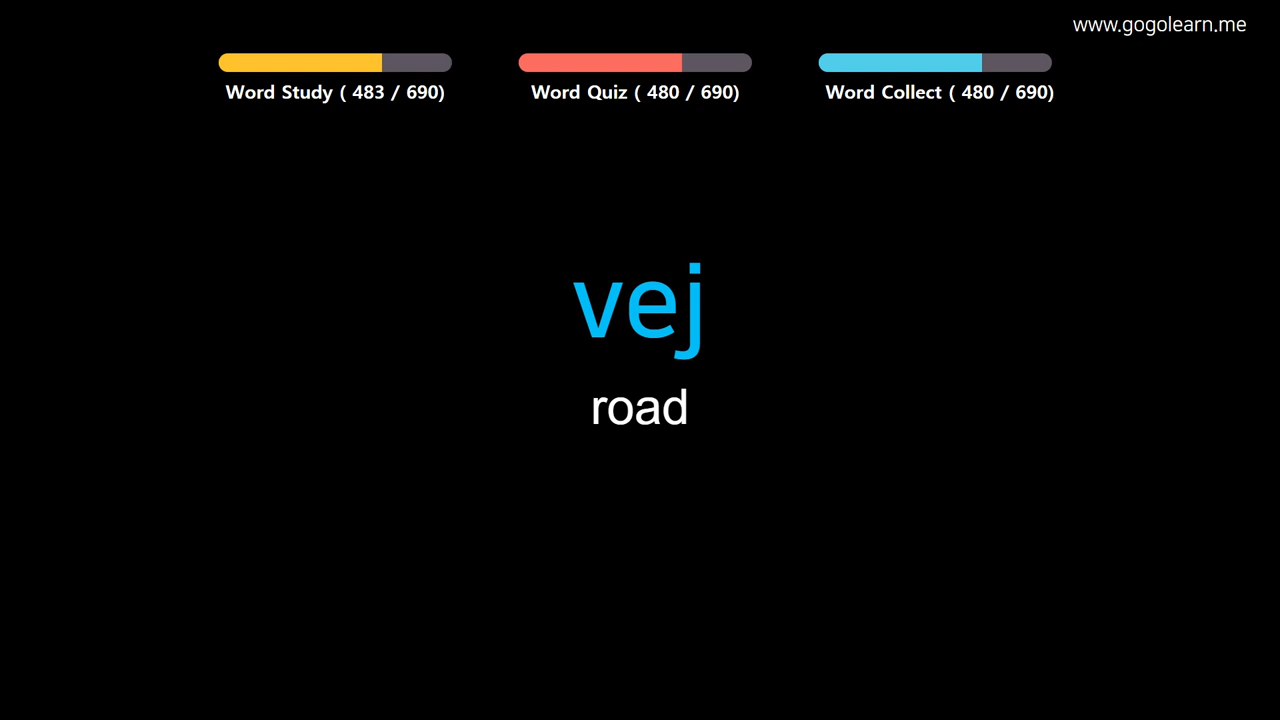 www.gogolearn.me
Word Study ( 483 / 690)
Word Quiz ( 480 / 690)
Word Collect ( 480 / 690)
vej
road